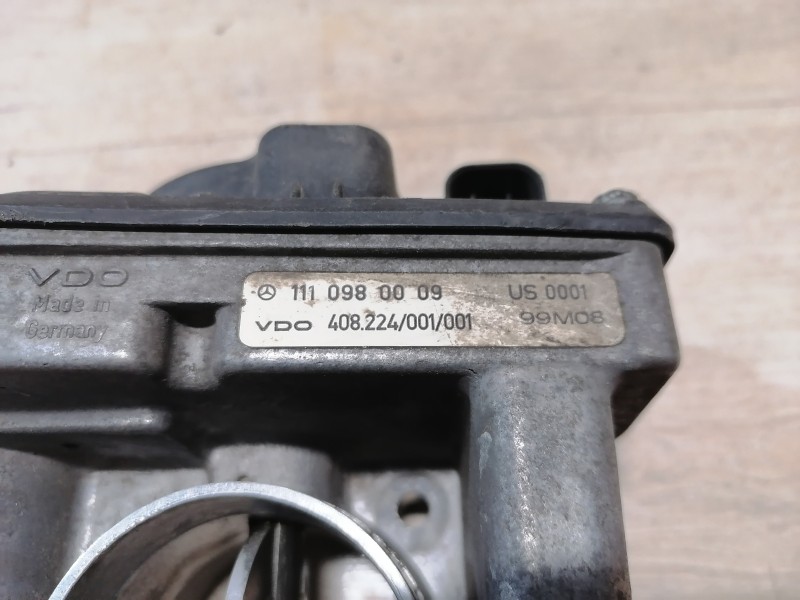 VDO
Made in
Germany
111 098 00 09 US 0001
VDO 408.224/001/001 99M08